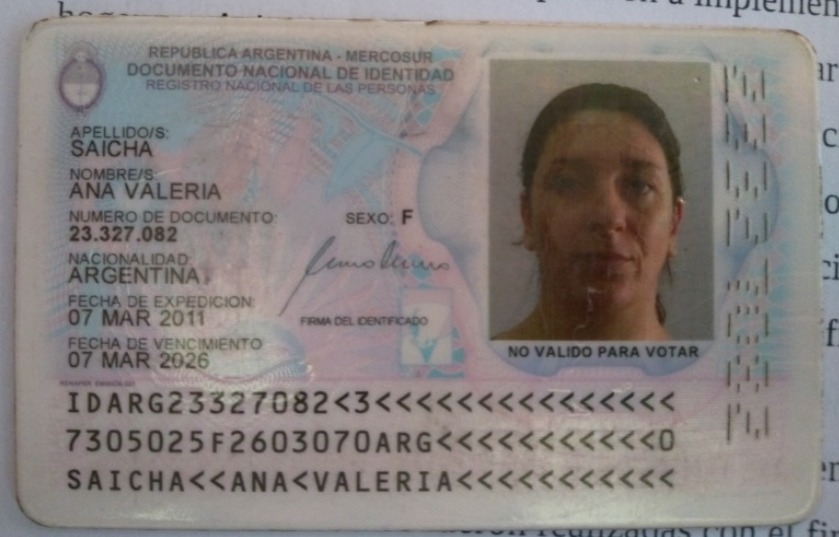 REPUBLICA ARGENTINA - MERCOSUR
DOCUMENTO NACIONAL DE IDENTIDAD
REGISTRO NACIONAL DE LAS PERSONAS
APELLIDO/S:
SAICHA
NOMBRE/S:
ANA VALERIA
NUMERO DE DOCUMENTO: SEXO: F
23.327.082
NACIONALIDAD:
ARGENTINA
FECHA DE EXPEDICION:
07 MAR 2011
FIRMA DEL IDENTIFICADO
FECHA DE VENCIMIENTO
07 MAR 2026
NO VALIDO PARA VOTAR
IDARG23327082<3<<<<<<<<<<<<<<<
7305025F2603070ARG<<<<<<<<<<<0
SAICHA<<ANA<VALERIA<<<<<<<<<<<